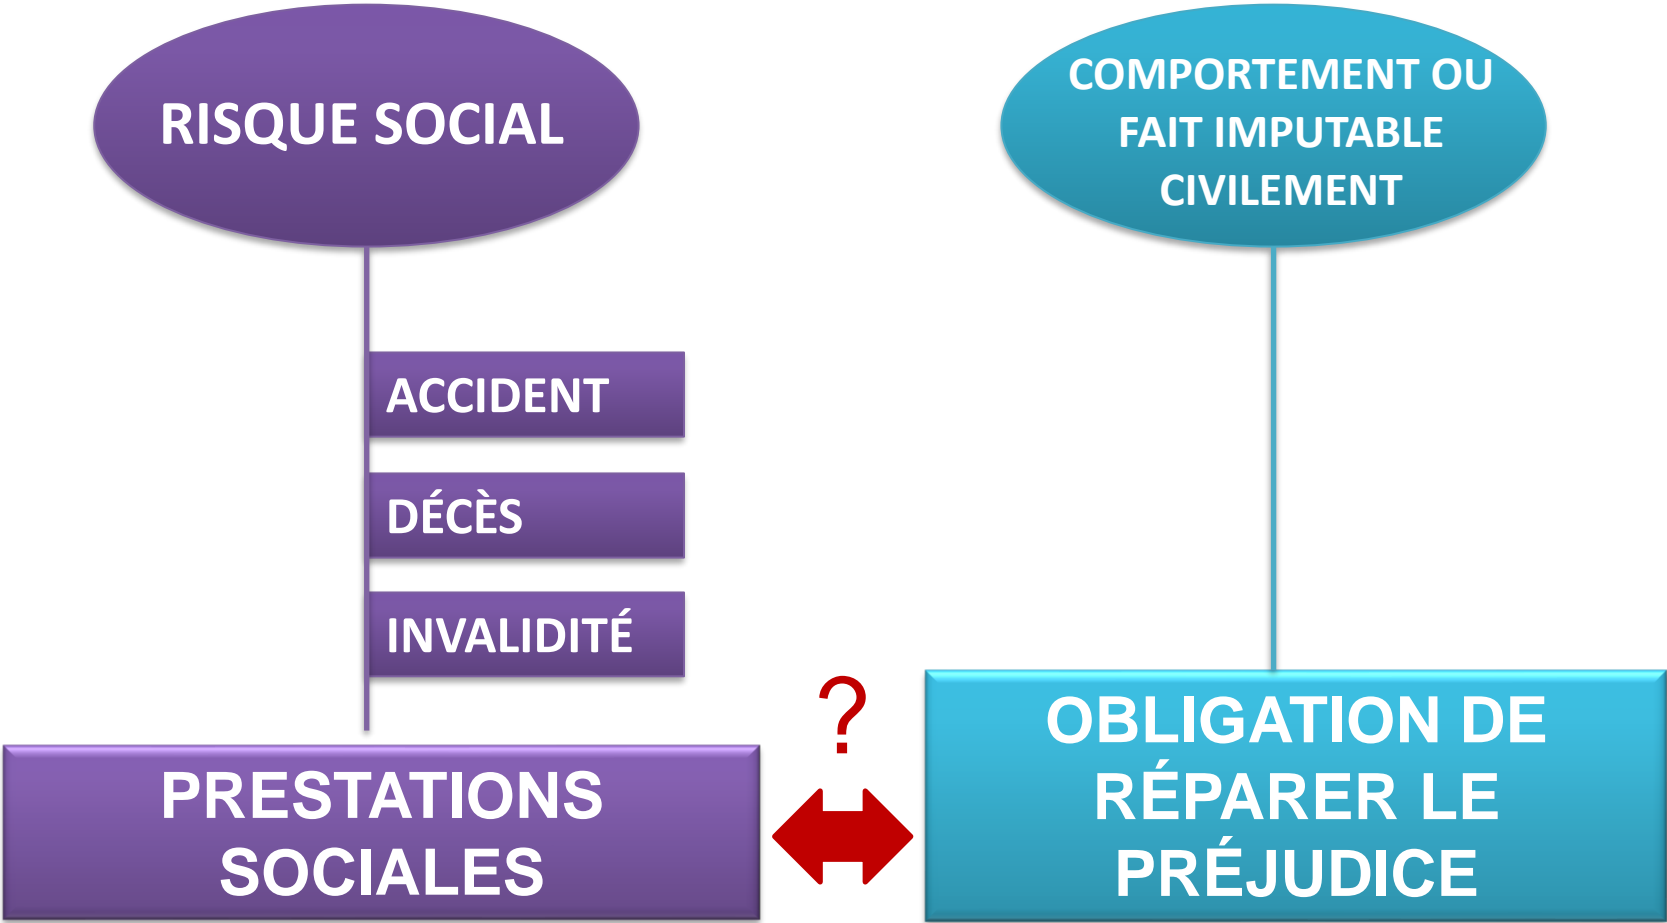 RISQUE SOCIAL
COMPORTEMENT OU
FAIT IMPUTABLE
CIVILEMENT
ACCIDENT
DÉCÈS
INVALIDITÉ
?
PRESTATIONS
SOCIALES
OBLIGATION DE
RÉPARER LE
PRÉJUDICE